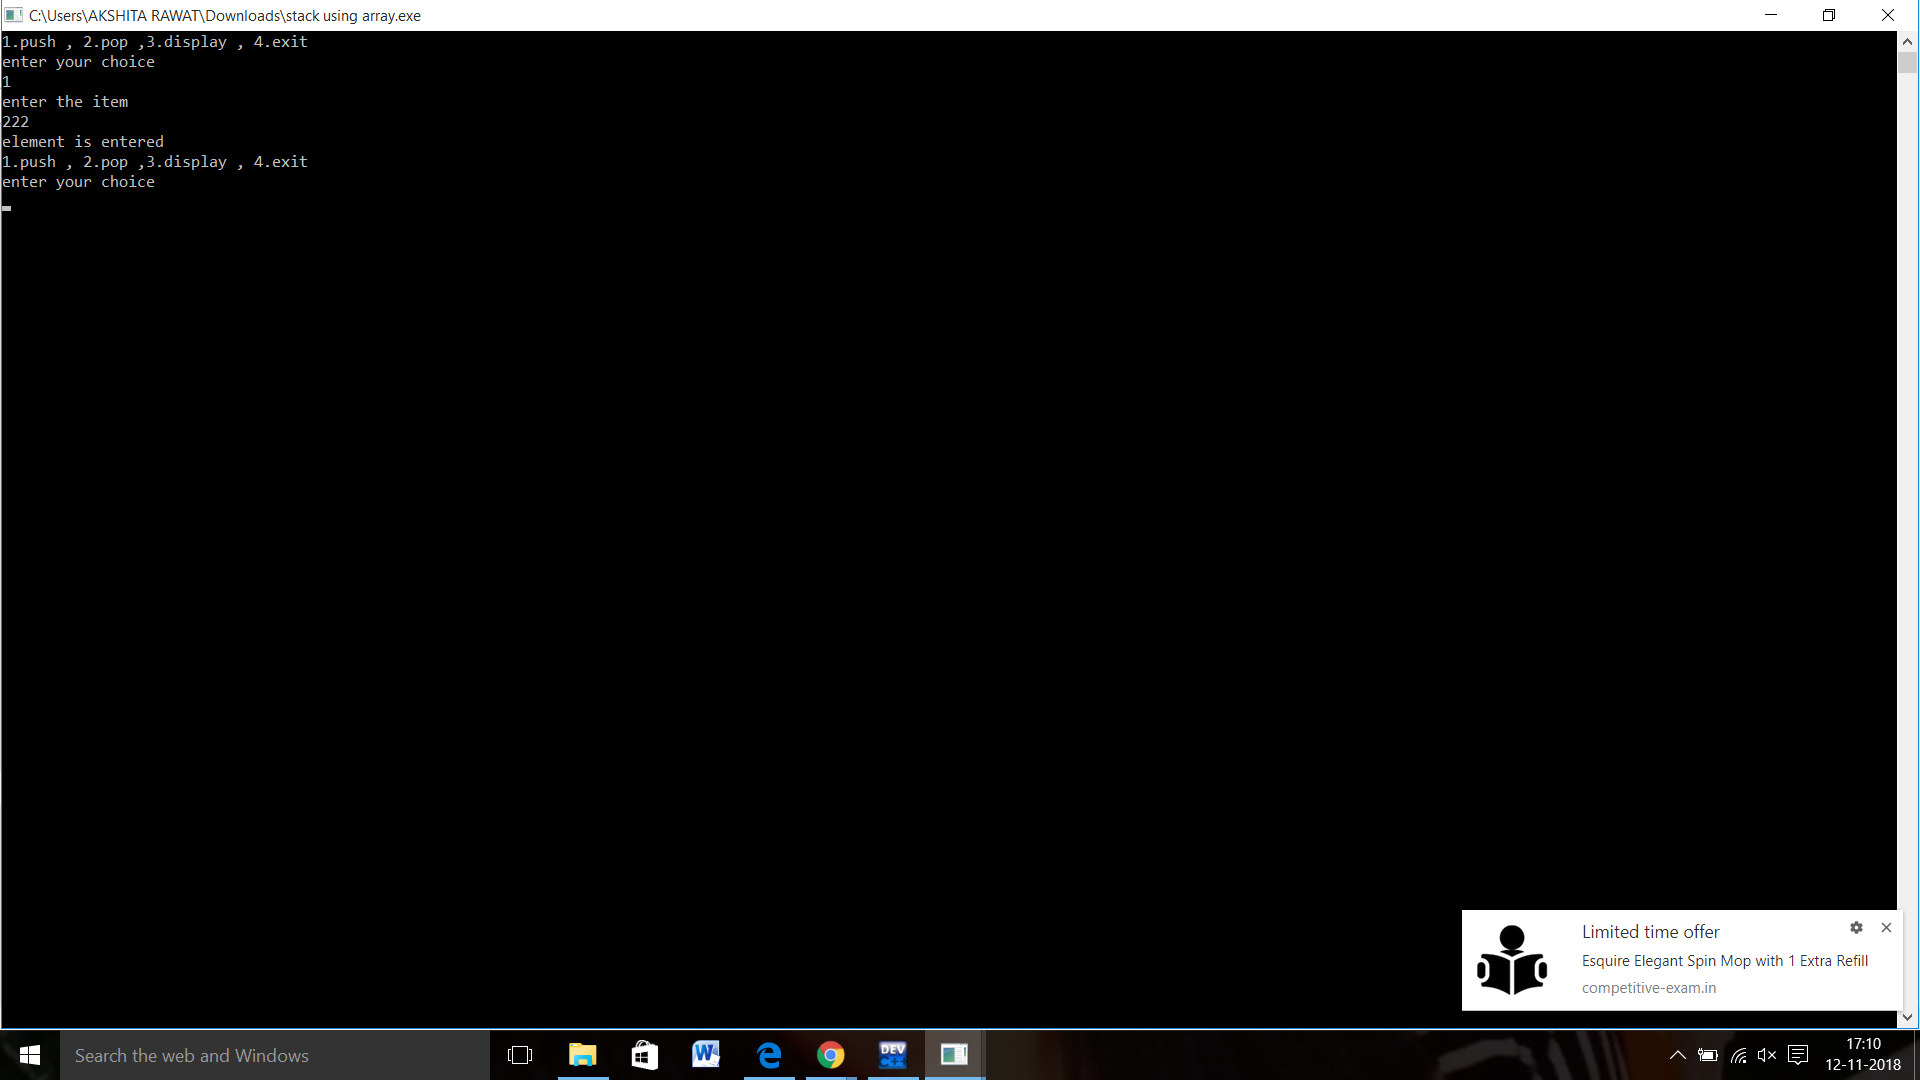 C:\Users\AKSHITA RAWAT\Downloads\stack using array.exe
1.push , 2.pop ,3.display , 4.exit
enter your choice
1
enter the item
222
element is entered
1.push , 2.pop ,3.display , 4.exit
enter your choice
Limited time offer
Esquire Elegant Spin Mop with 1 Extra Refill
competitive-exam.in
Search the web and Windows
W
DEV
C++
17:10
12-11-2018